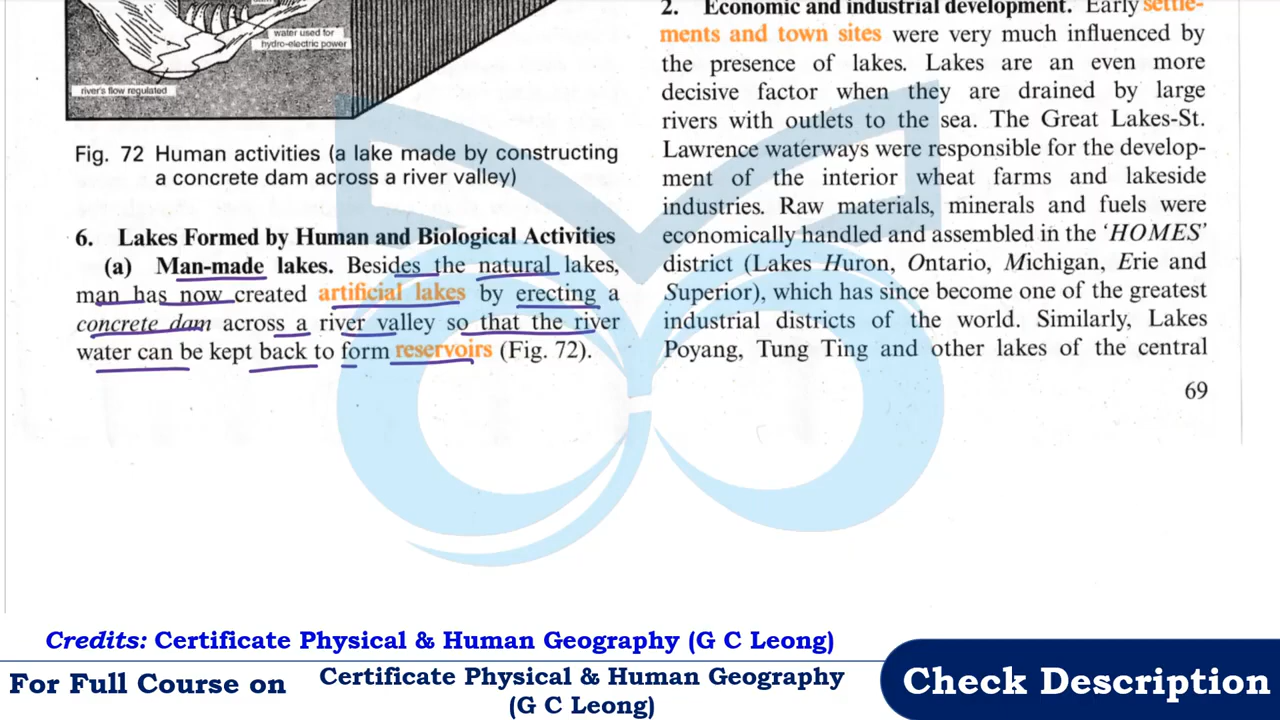 water used for
hydro-electric power
river's flow regulated
Fig. 72 Human activities (a lake made by constructing
a concrete dam across a river valley)
6. Lakes Formed by Human and Biological Activities
(a) Man-made lakes. Besides the natural lakes,
man has now created artificial lakes by erecting a
concrete dam across a river valley so that the river
water can be kept back to form reservoirs (Fig. 72).
2. Economic and industrial development. Early settle-
ments and town sites were very much influenced by
the presence of lakes. Lakes are an even more
decisive factor when they are drained by large
rivers with outlets to the sea. The Great Lakes-St.
Lawrence waterways were responsible for the develop-
ment of the interior wheat farms and lakeside
industries. Raw materials, minerals and fuels were
economically handled and assembled in the 'HOMES'
district (Lakes Huron, Ontario, Michigan, Erie and
Superior), which has since become one of the greatest
industrial districts of the world. Similarly, Lakes
Poyang, Tung Ting and other lakes of the central
69
Credits: Certificate Physical & Human Geography (G C Leong)
For Full Course on
Certificate Physical & Human Geography
(G C Leong)
Check Description